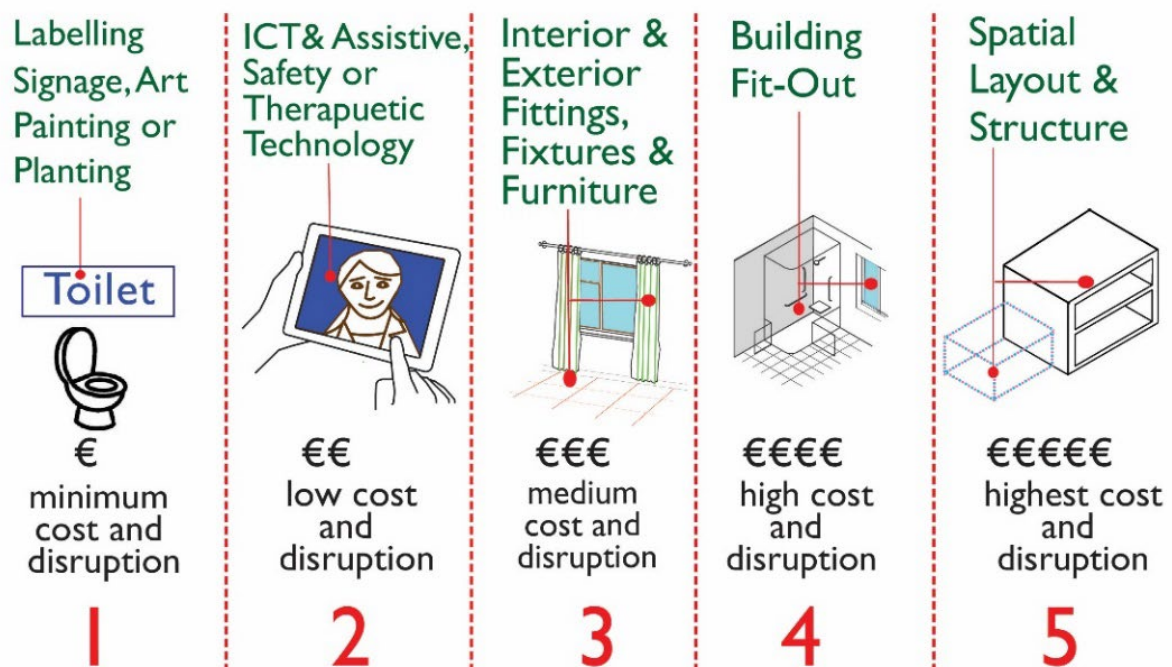 Labelling
Signage, Art
Painting or
Planting
Toilet
€
minimum
cost and
disruption
1
ICT& Assistive,
Safety or
Therapuetic
Technology
€€
low cost
and
disruption
2
Interior &
Exterior
Fittings,
Fixtures &
Furniture
€€€
medium
cost and
disruption
3
Building
Fit-Out
€€€€
high cost
and
disruption
4
Spatial
Layout &
Structure
€€€€€
highest cost
and
disruption
5